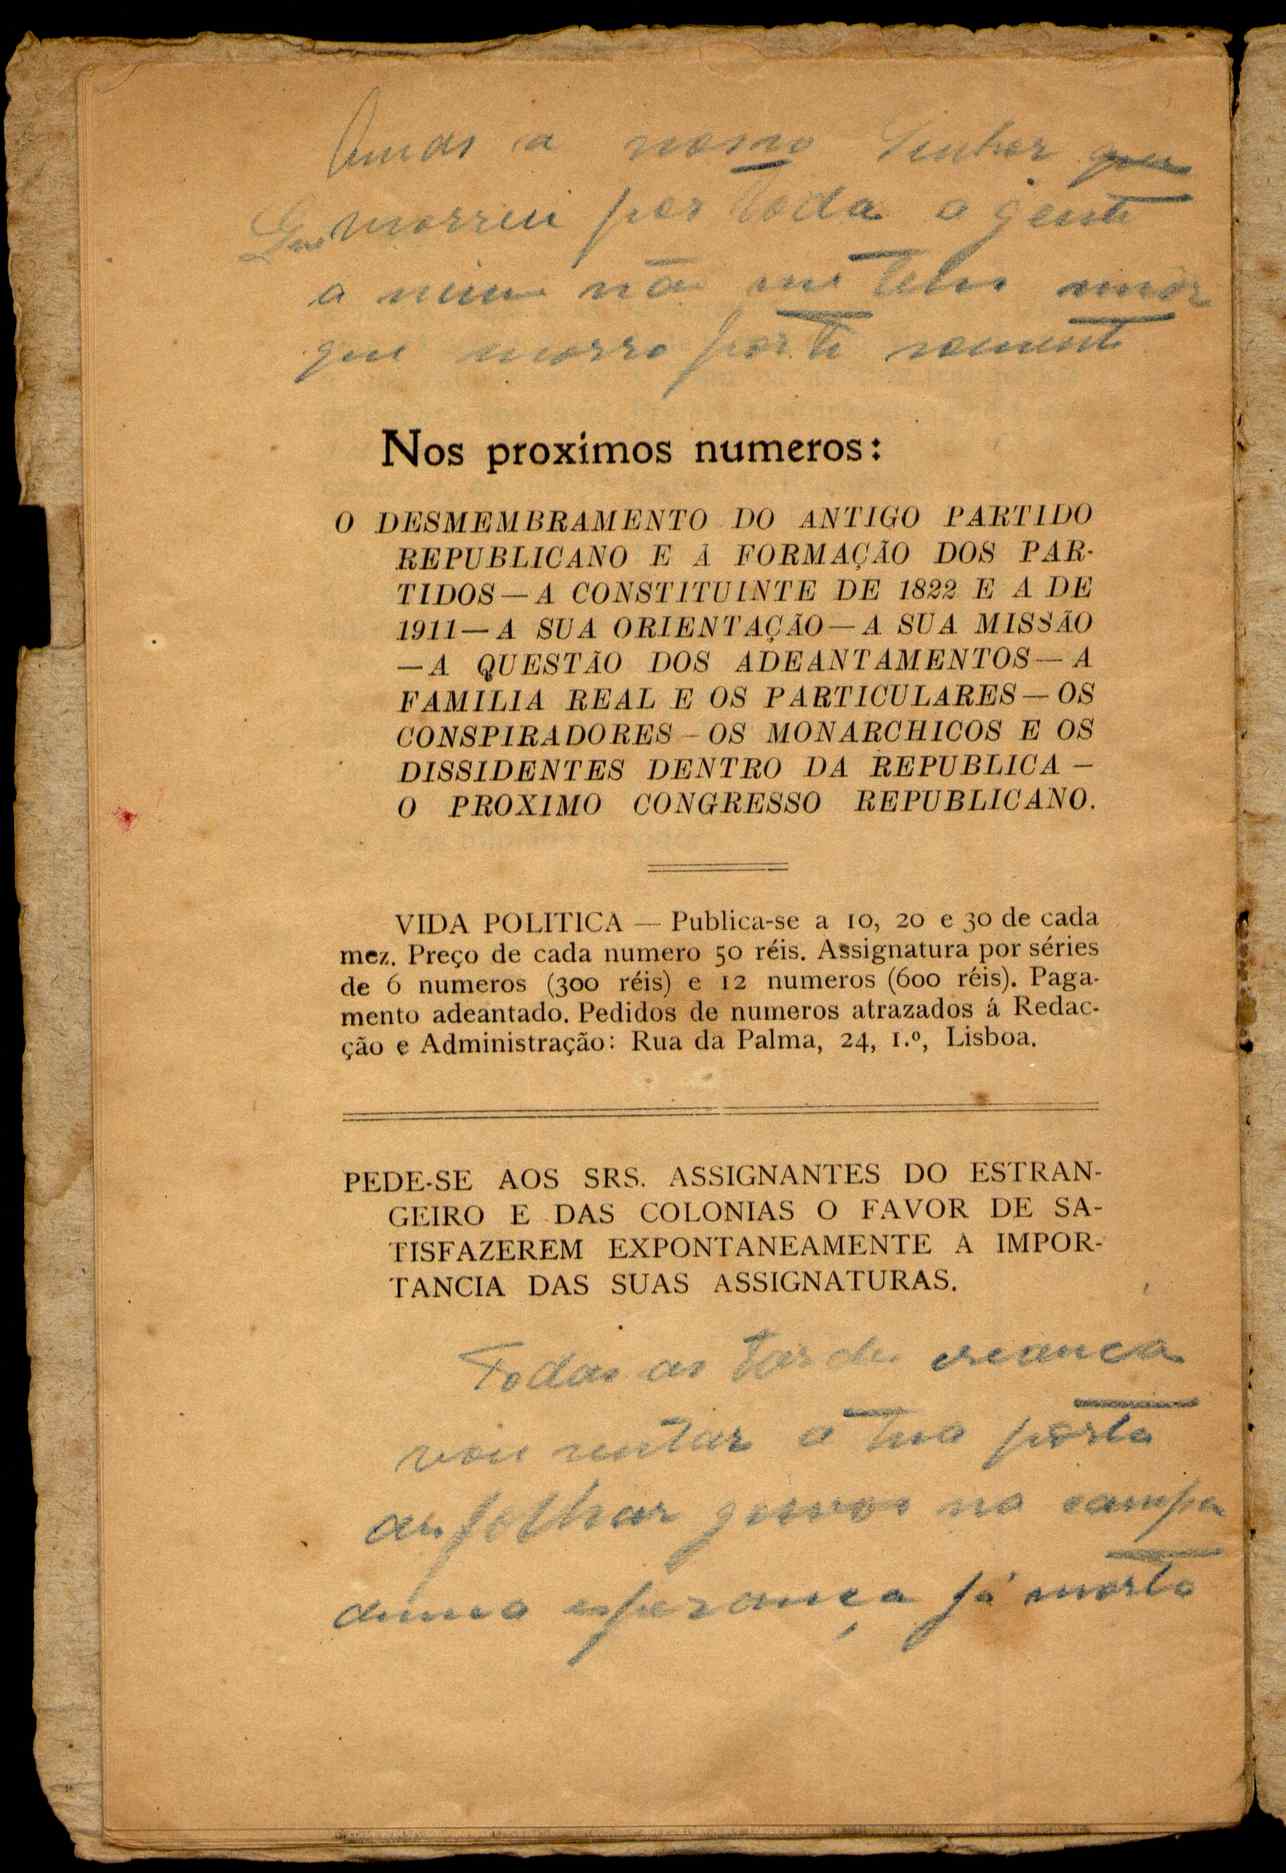 Amas a nosso Senhor que
Que morreu por toda a gente
a mim não me tens amor
que morro por ti somente
Nos proximos numeros:
O DESMEMBRAMENTO DO ANTIGO PARTIDO
REPUBLICANO E A FORMAÇÃO DOS PAR-
TIDOS—A CONSTITUINTE DE 1822 E A DE
1911—A SUA ORIENTAÇÃO—A SUA MISSÃO
—A QUESTÃO DOS ADEANTAMENTOS—A
FAMILIA REAL E OS PARTICULARES—OS
CONSPIRADORES—OS MONARCHICOS E OS
DISSIDENTES DENTRO DA REPUBLICA—
O PROXIMO CONGRESSO REPUBLICANO.
VIDA POLITICA — Publica-se a 10, 20 e 30 de cada
mez. Preço de cada numero 50 réis. Assignatura por séries
de 6 numeros (300 réis) e 12 numeros (600 réis). Paga-
mento adeantado. Pedidos de numeros atrazados á Redac-
ção e Administração: Rua da Palma, 24, 1.º, Lisboa.
PEDE-SE AOS SRS. ASSIGNANTES DO ESTRAN-
GEIRO E DAS COLONIAS O FAVOR DE SA-
TISFAZEREM EXPONTANEAMENTE A IMPOR-
TANCIA DAS SUAS ASSIGNATURAS.
Todas as tardes creança
vou sentar a tua porta
desfolhar goivos na campa
duma esperança já morta